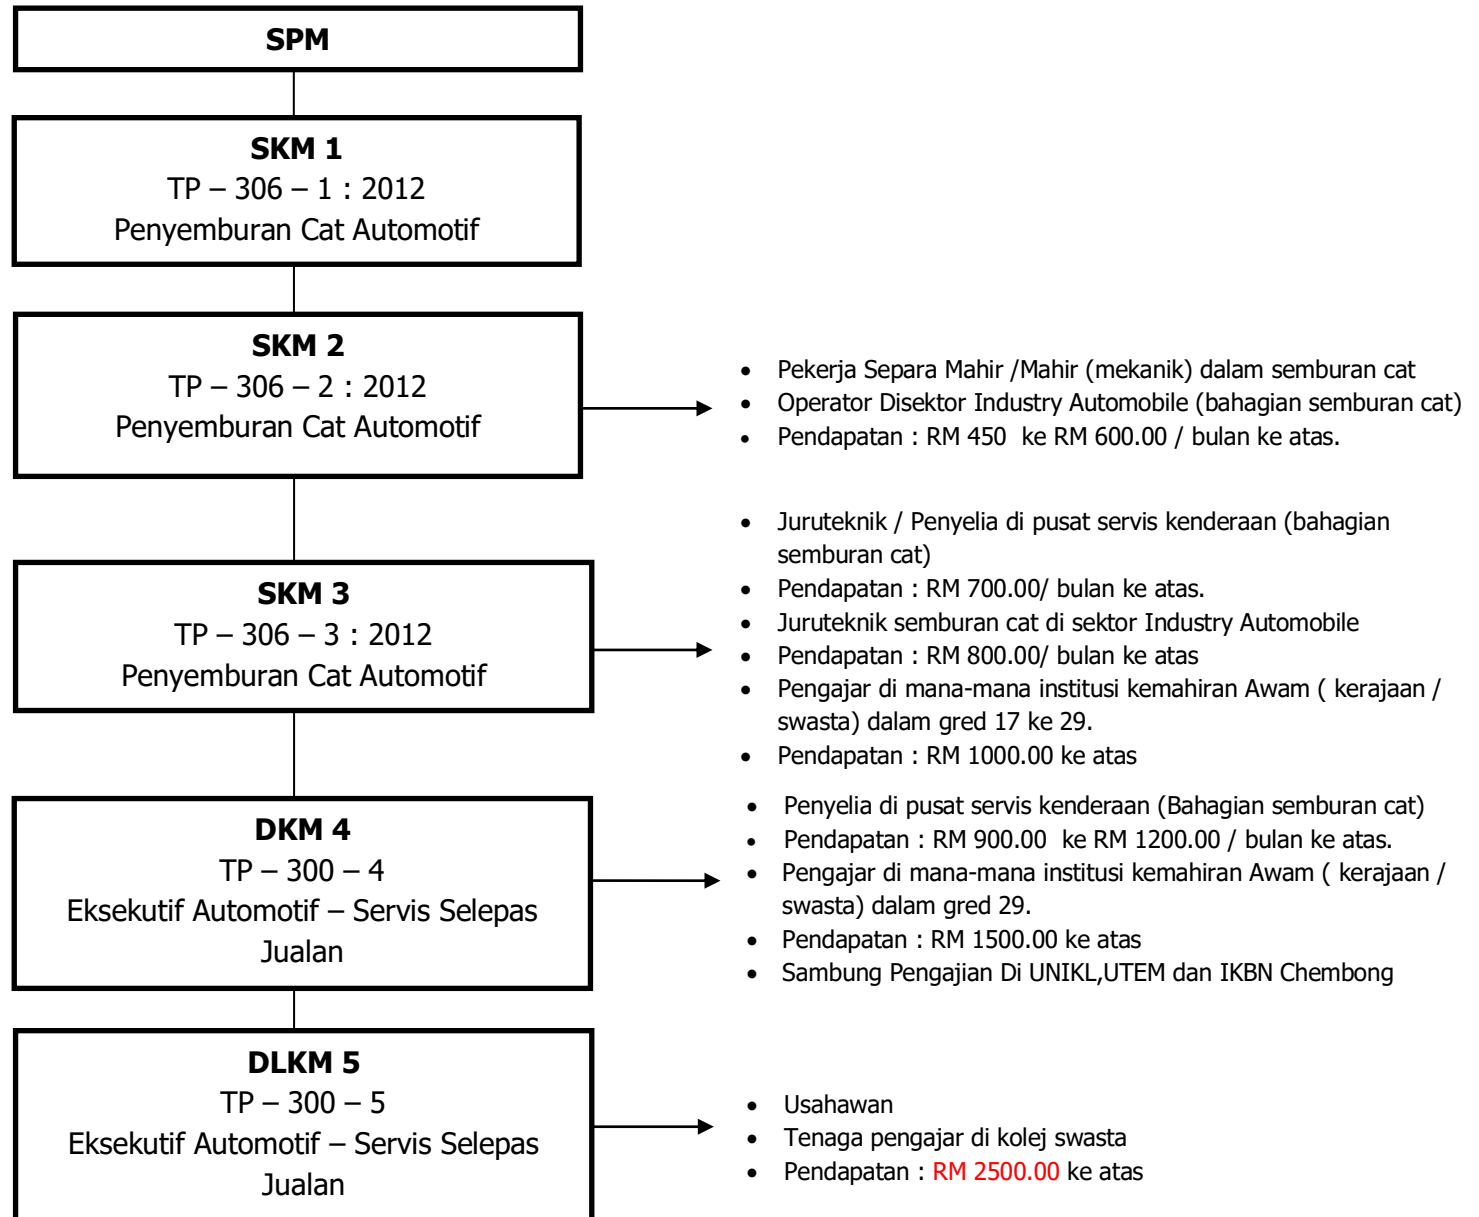 SPM
SKM 1
TP – 306 – 1 : 2012
Penyemburan Cat Automotif
SKM 2
TP – 306 – 2 : 2012
Penyemburan Cat Automotif
• Pekerja Separa Mahir /Mahir (mekanik) dalam semburan cat
• Operator Disektor Industry Automobile (bahagian semburan cat)
• Pendapatan : RM 450 ke RM 600.00 / bulan ke atas.
SKM 3
TP – 306 – 3 : 2012
Penyemburan Cat Automotif
• Juruteknik / Penyelia di pusat servis kenderaan (bahagian
semburan cat)
• Pendapatan : RM 700.00/ bulan ke atas.
• Juruteknik semburan cat di sektor Industry Automobile
• Pendapatan : RM 800.00/ bulan ke atas
• Pengajar di mana-mana institusi kemahiran Awam ( kerajaan /
swasta) dalam gred 17 ke 29.
• Pendapatan : RM 1000.00 ke atas
DKM 4
TP – 300 – 4
Eksekutif Automotif – Servis Selepas
Jualan
• Penyelia di pusat servis kenderaan (Bahagian semburan cat)
• Pendapatan : RM 900.00 ke RM 1200.00 / bulan ke atas.
• Pengajar di mana-mana institusi kemahiran Awam ( kerajaan /
swasta) dalam gred 29.
• Pendapatan : RM 1500.00 ke atas
• Sambung Pengajian Di UNIKL,UTEM dan IKBN Chembong
DLKM 5
TP – 300 – 5
Eksekutif Automotif – Servis Selepas
Jualan
• Usahawan
• Tenaga pengajar di kolej swasta
• Pendapatan : RM 2500.00 ke atas